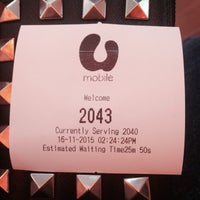 mobile
Welcome
2043
Currently Serving 2040
16-11-2015 02:24:24PM
Estimated Waiting Time25m 50s